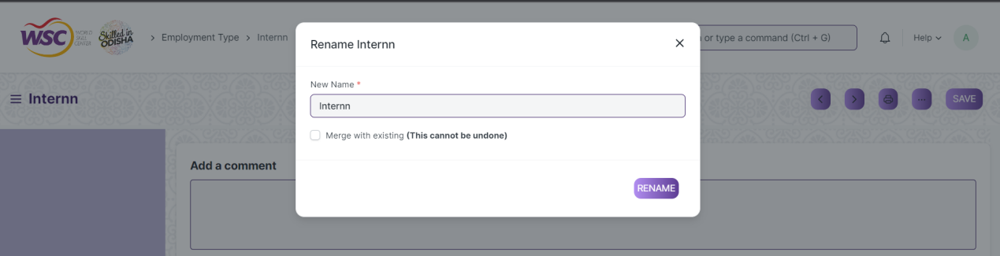 WSC WORLD SKILL CENTER Skilled in ODISHA > Employment Type > Internn
Rename Internn
or type a command (Ctrl + G)
Help
A
New Name *
Internn
Internn
SAVE
Merge with existing (This cannot be undone)
Add a comment
RENAME